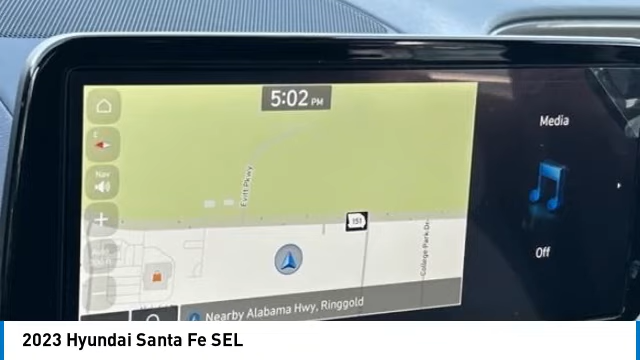 5:02 PM
E
Nav
Evitt Pkwy
151
College Park Dr
Nearby Alabama Hwy, Ringgold
Media
Off
2023 Hyundai Santa Fe SEL